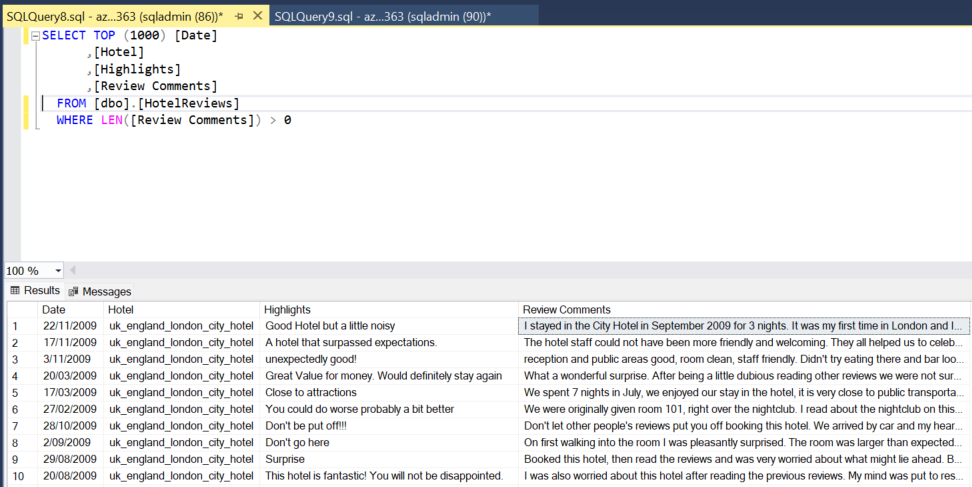 SQLQuery8.sql - az...363 (sqladmin (86))* SQLQuery9.sql - az...363 (sqladmin (90))*
SELECT TOP (1000) [Date]
,[Hotel]
,[Highlights]
,[Review Comments]
FROM [dbo].[HotelReviews]
WHERE LEN([Review Comments]) > 0
100 %
Results Messages
Date Hotel Highlights Review Comments
1 22/11/2009 uk_england_london_city_hotel Good Hotel but a little noisy I stayed in the City Hotel in September 2009 for 3 nights. It was my first time in London and I...
2 17/11/2009 uk_england_london_city_hotel A hotel that surpassed expectations. The hotel staff could not have been more friendly and welcoming. They all helped us to celeb...
3 3/11/2009 uk_england_london_city_hotel unexpectedly good! reception and public areas good, room clean, staff friendly. Didn't try eating there and bar loo...
4 20/03/2009 uk_england_london_city_hotel Great Value for money. Would definitely stay again What a wonderful surprise. After being a little dubious reading other reviews we were not sur...
5 17/03/2009 uk_england_london_city_hotel Close to attractions We spent 7 nights in July, we enjoyed our stay in the hotel, it is very close to public transporta...
6 27/02/2009 uk_england_london_city_hotel You could do worse probably a bit better We were originally given room 101, right over the nightclub. I read about the nightclub on this...
7 28/10/2009 uk_england_london_city_hotel Don't be put off!!! Don't let other people's reviews put you off booking this hotel. We arrived by car and my hear...
8 2/09/2009 uk_england_london_city_hotel Don't go here On first walking into the room I was pleasantly surprised. The room was larger than expected...
9 29/08/2009 uk_england_london_city_hotel Surprise Booked this hotel, then read the reviews and was very worried about what might lie ahead. B...
10 20/08/2009 uk_england_london_city_hotel This hotel is fantastic! You will not be disappointed. I was also worried about this hotel after reading the previous reviews. My mind was put to res...